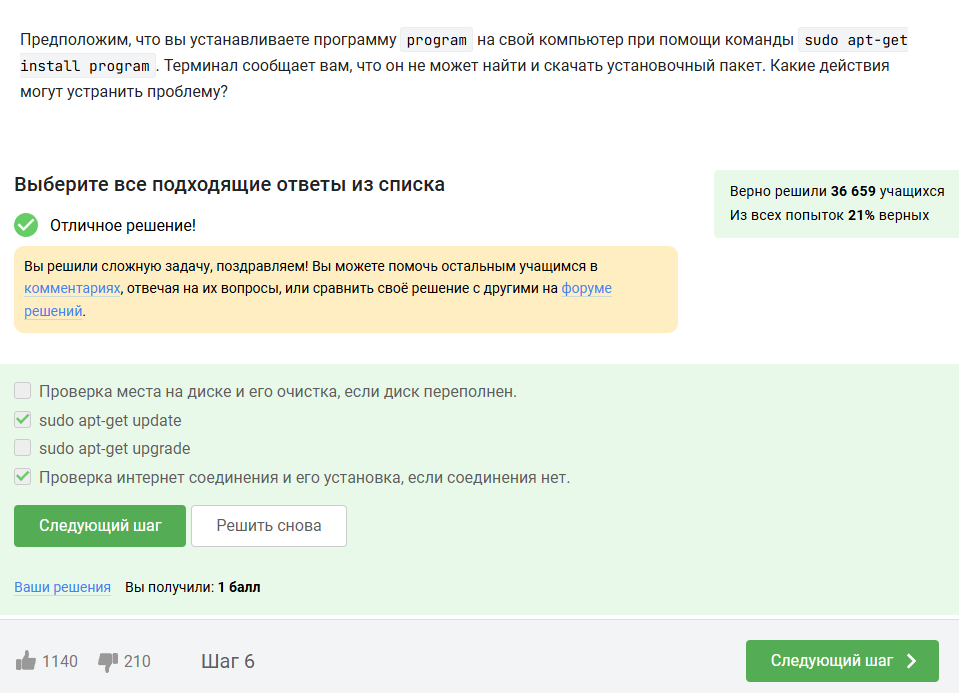 Предположим, что вы устанавливаете программу program на свой компьютер при помощи команды sudo apt-get
install program. Терминал сообщает вам, что он не может найти и скачать установочный пакет. Какие действия
могут устранить проблему?
Выберите все подходящие ответы из списка
Верно решили 36 659 учащихся
Из всех попыток 21% верных
Отличное решение!
Вы решили сложную задачу, поздравляем! Вы можете помочь остальным учащимся в
комментариях, отвечая на их вопросы, или сравнить своё решение с другими на форуме
решений.
Проверка места на диске и его очистка, если диск переполнен.
sudo apt-get update
sudo apt-get upgrade
Проверка интернет соединения и его установка, если соединения нет.
Следующий шаг
Решить снова
Ваши решения Вы получили: 1 балл
1140 210 Шаг 6 Следующий шаг